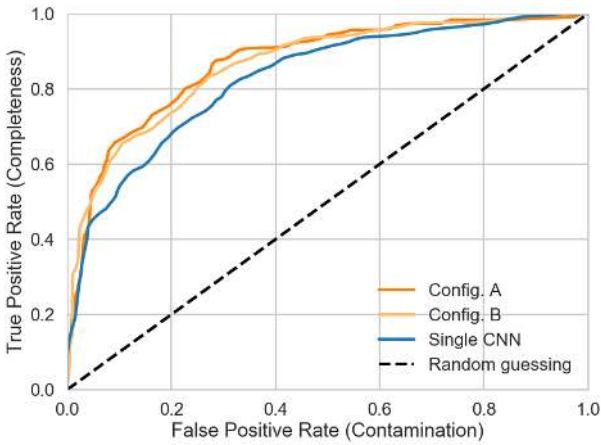 1.0
0.8
0.6
0.4
0.2
0.0
True Positive Rate (Completeness)
Config. A
Config. B
Single CNN
Random guessing
0.0 0.2 0.4 0.6 0.8 1.0
False Positive Rate (Contamination)